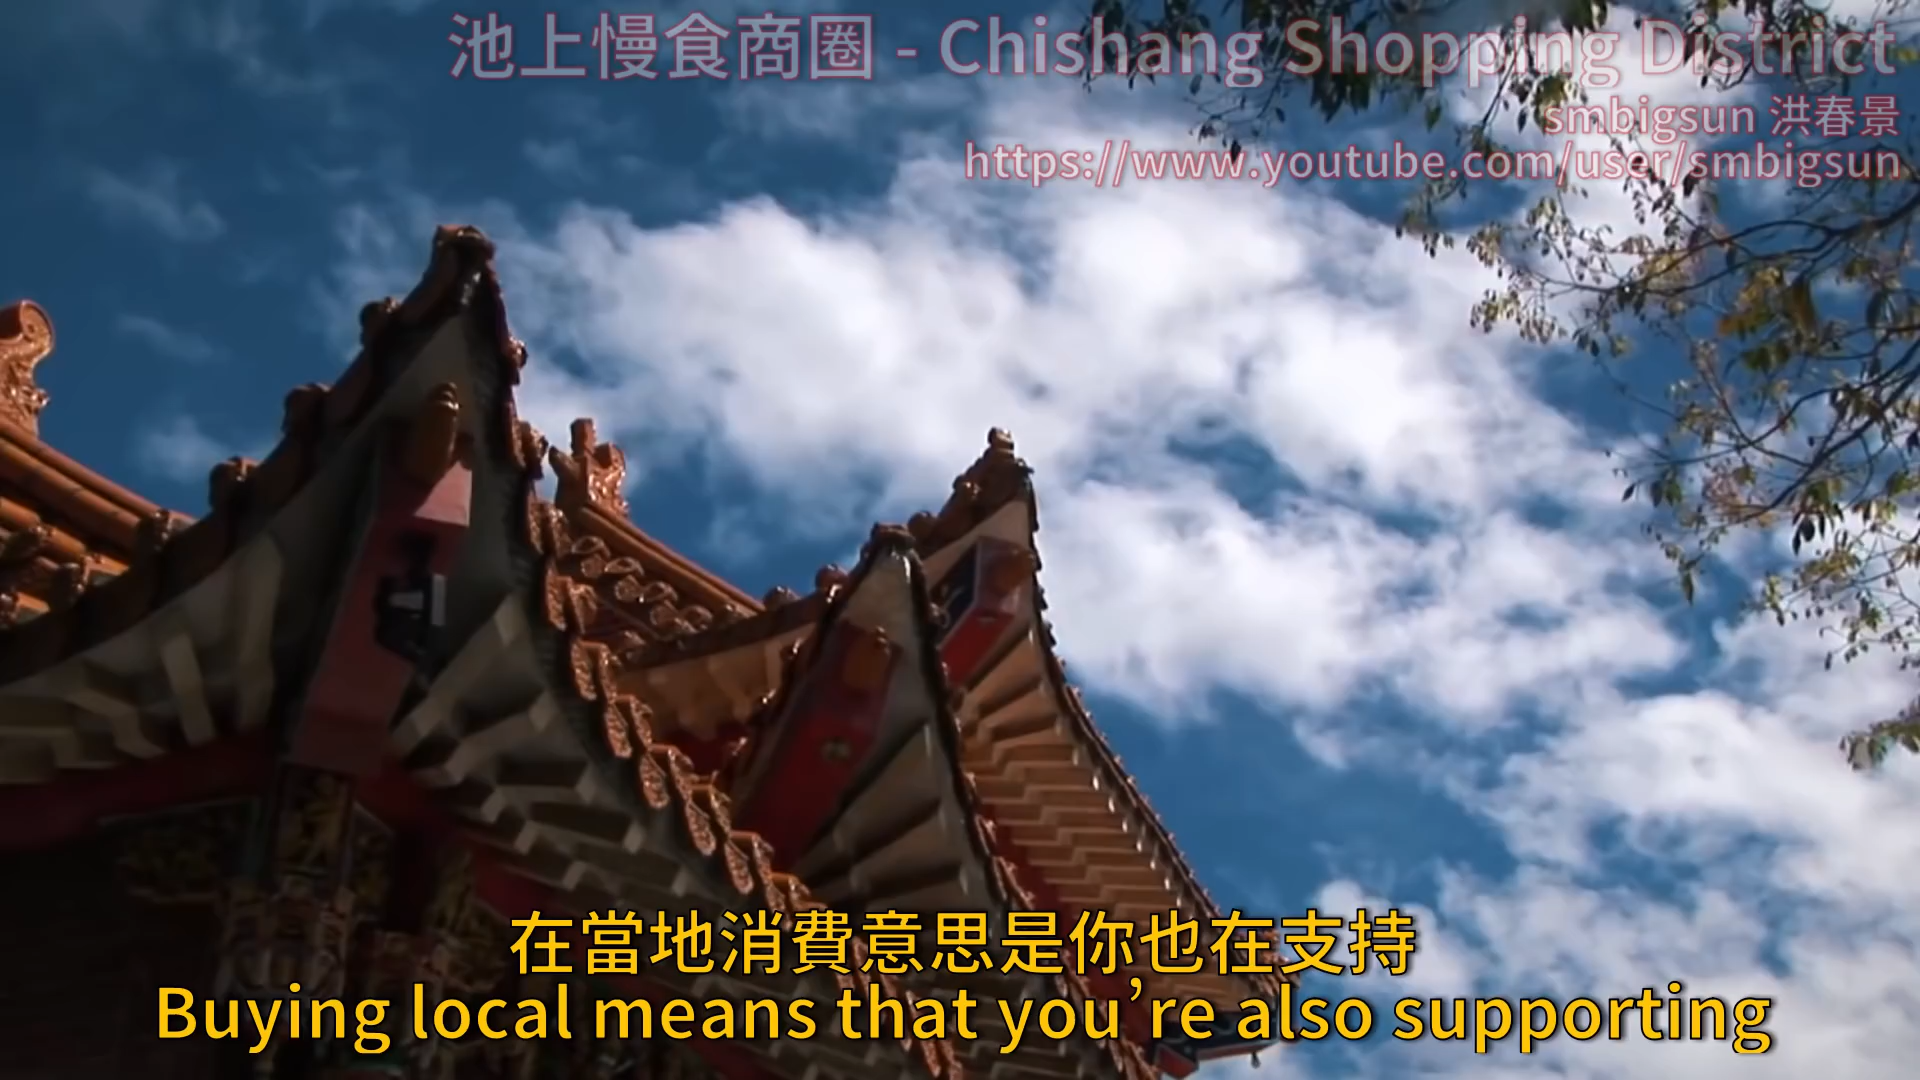 池上慢食商圈 - Chishang Shopping District
smbigsun 洪春景
https://www.youtube.com/user/smbigsun
在當地消費意思是你也在支持
Buying local means that you’re also supporting